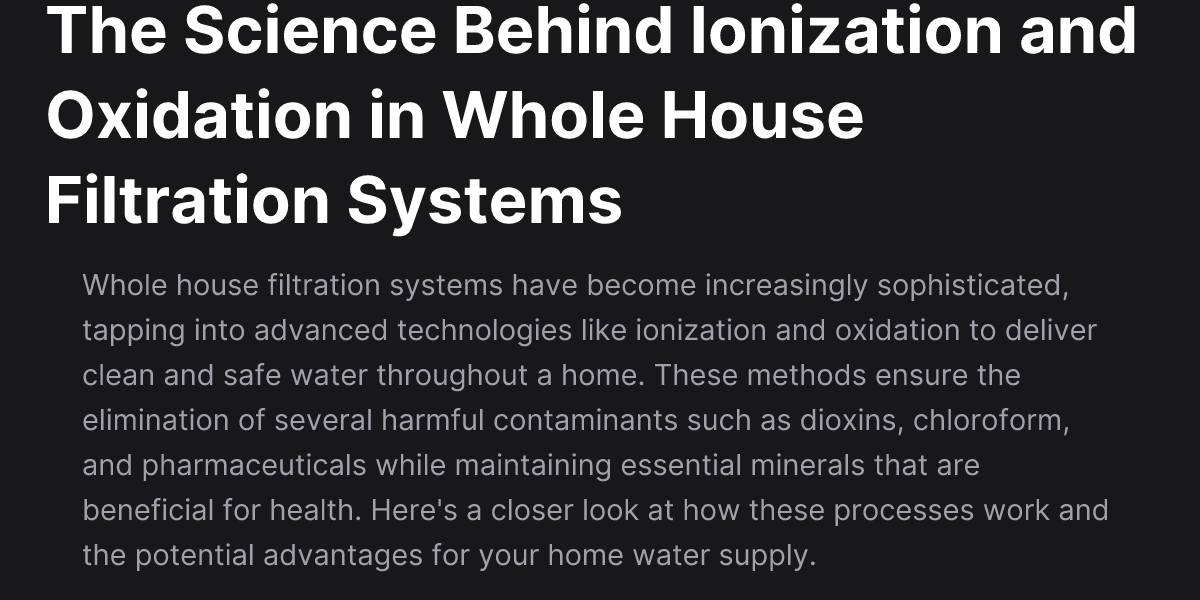 The Science Behind Ionization and
Oxidation in Whole House
Filtration Systems
Whole house filtration systems have become increasingly sophisticated,
tapping into advanced technologies like ionization and oxidation to deliver
clean and safe water throughout a home. These methods ensure the
elimination of several harmful contaminants such as dioxins, chloroform,
and pharmaceuticals while maintaining essential minerals that are
beneficial for health. Here's a closer look at how these processes work and
the potential advantages for your home water supply.